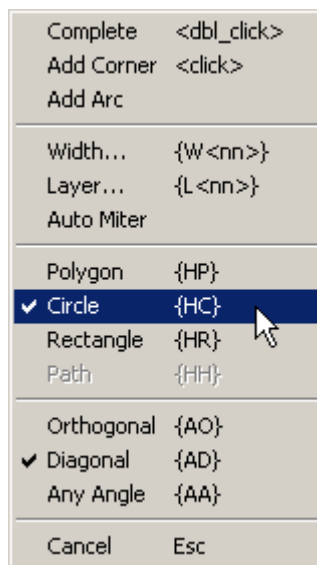 Complete <dbl_click>
Add Corner <click>
Add Arc
Width... {W<nn>}
Layer... {L<nn>}
Auto Miter
Polygon {HP}
Circle {HC}
Rectangle {HR}
Path {HH}
Orthogonal {AO}
Diagonal {AD}
Any Angle {AA}
Cancel Esc